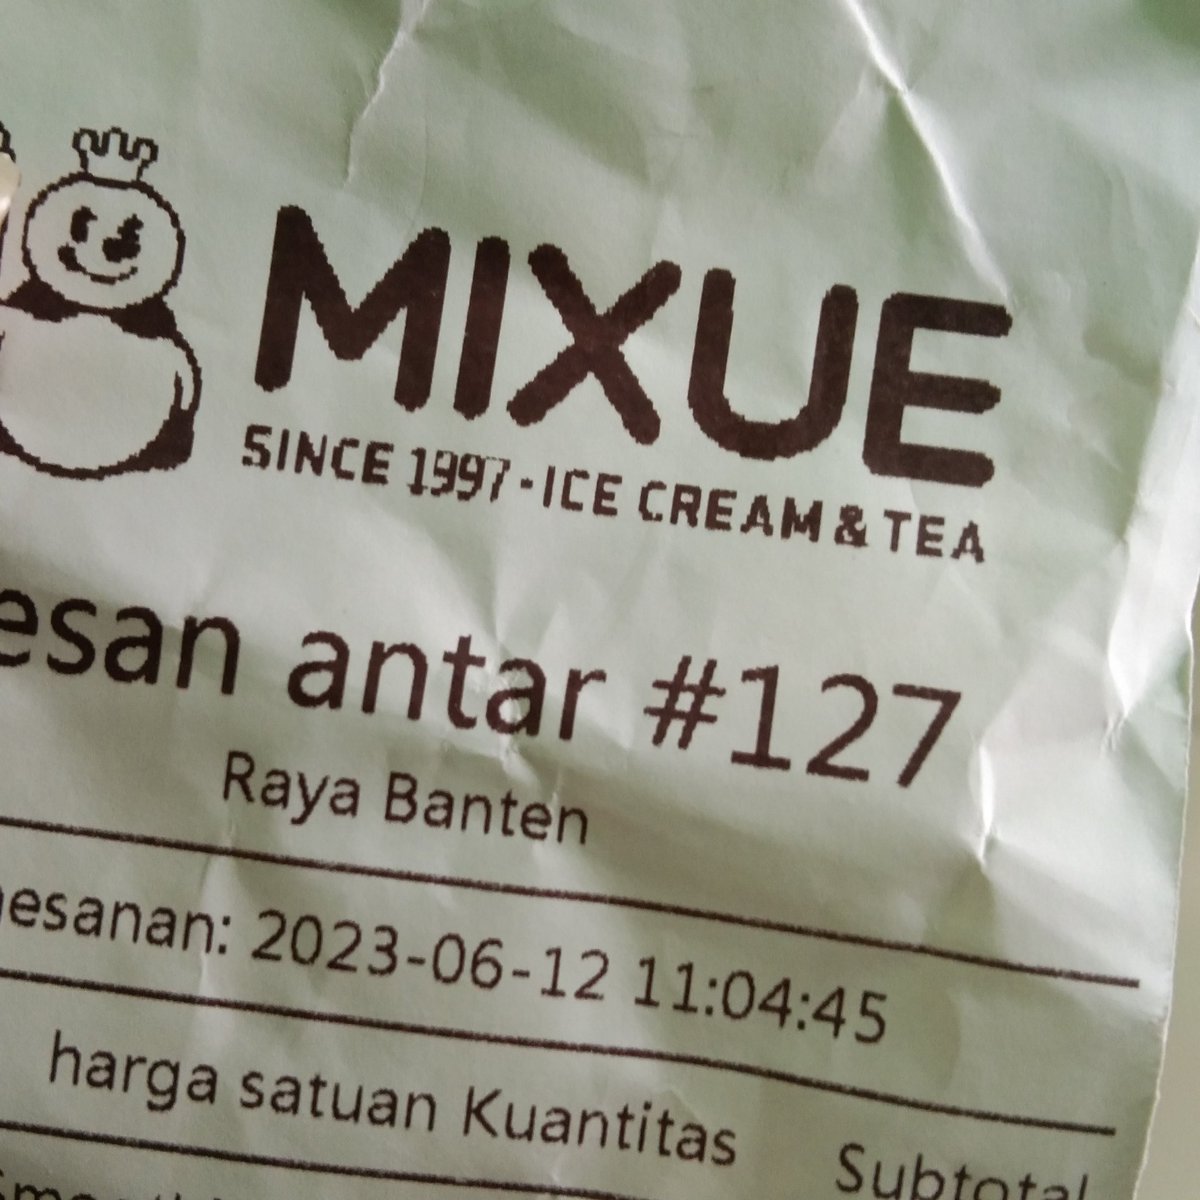 MIXUE
SINCE 1997 - ICE CREAM & TEA
esan antar #127
Raya Banten
esanan: 2023-06-12 11:04:45
harga satuan Kuantitas Subtotal